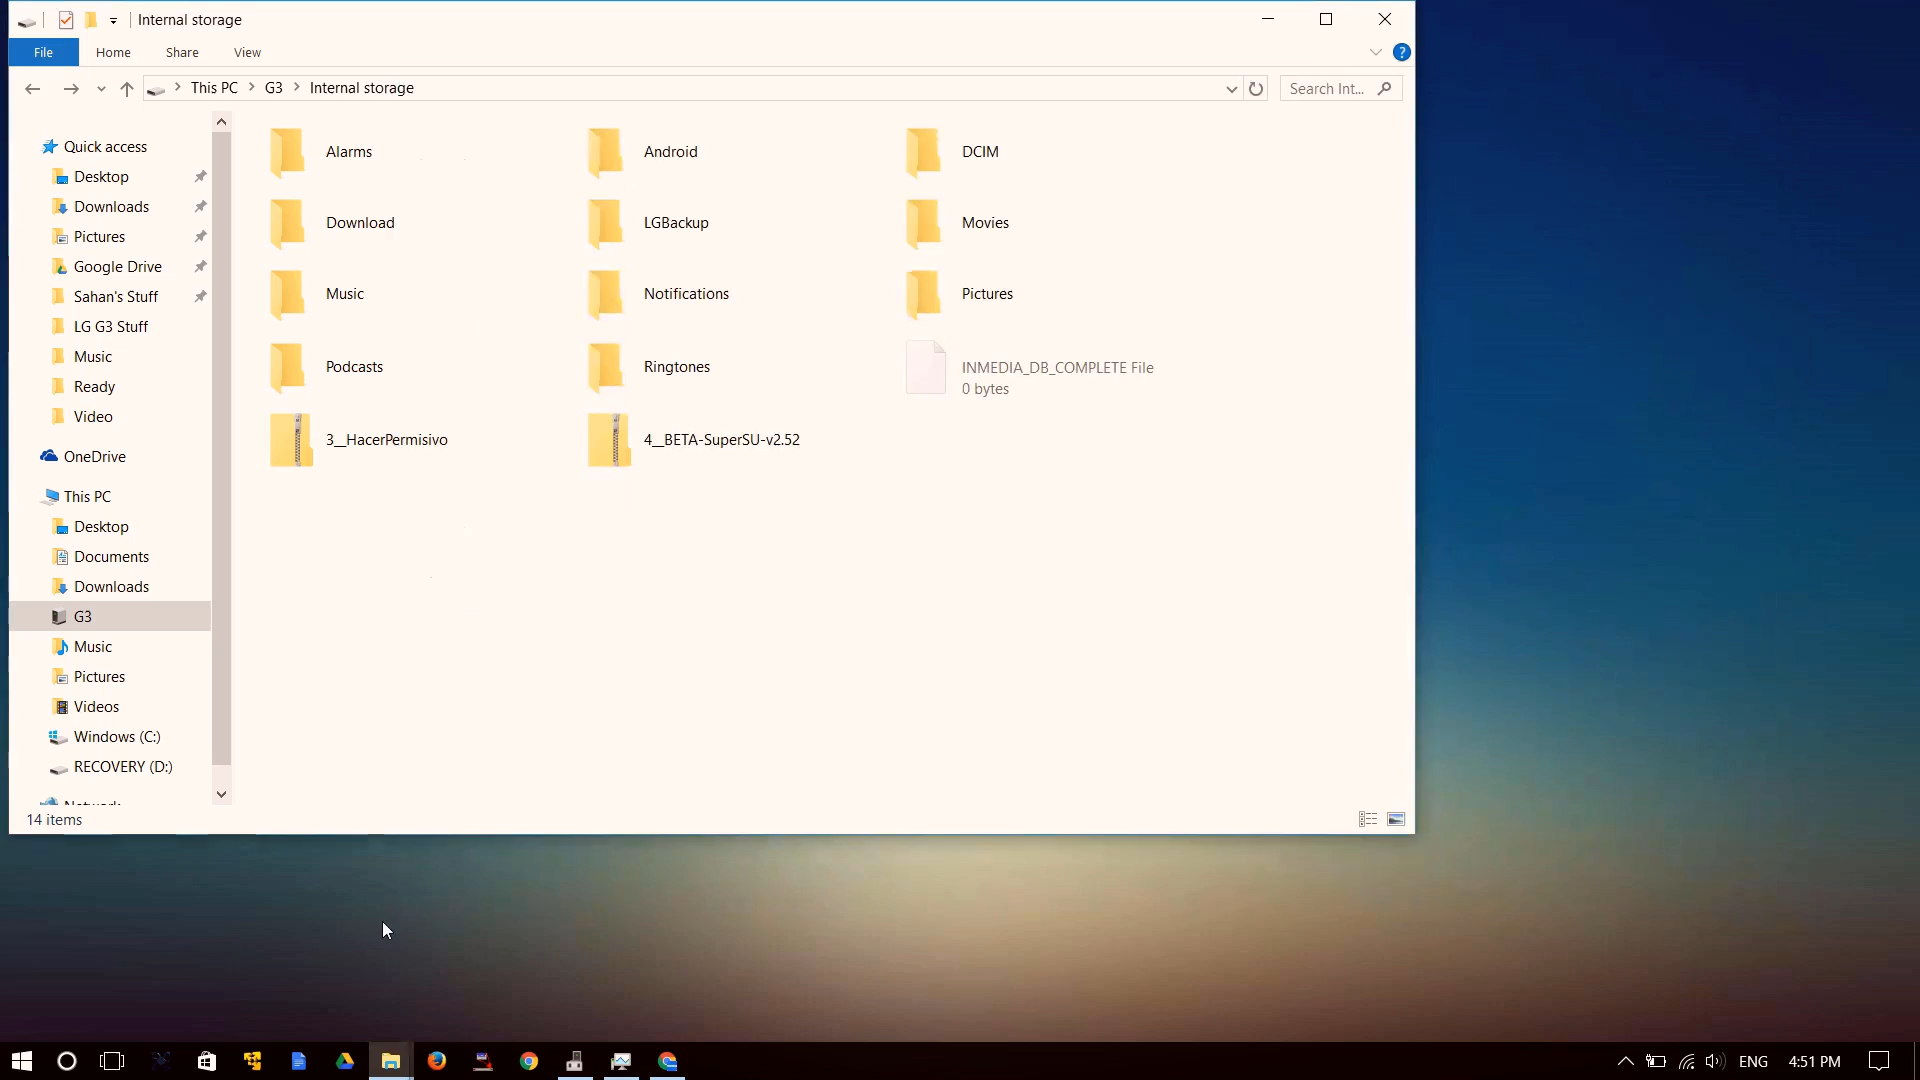 Internal storage
File Home Share View
This PC G3 Internal storage
Search Int...
Quick access
Desktop
Downloads
Pictures
Google Drive
Sahan's Stuff
LG G3 Stuff
Music
Ready
Video
OneDrive
This PC
Desktop
Documents
Downloads
G3
Music
Pictures
Videos
Windows (C:)
RECOVERY (D:)
Network
Alarms Android DCIM
Download LGBackup Movies
Music Notifications Pictures
Podcasts Ringtones INMEDIA_DB_COMPLETE File
0 bytes
3__HacerPermisivo 4__BETA-SuperSU-v2.52
14 items
ENG 4:51 PM